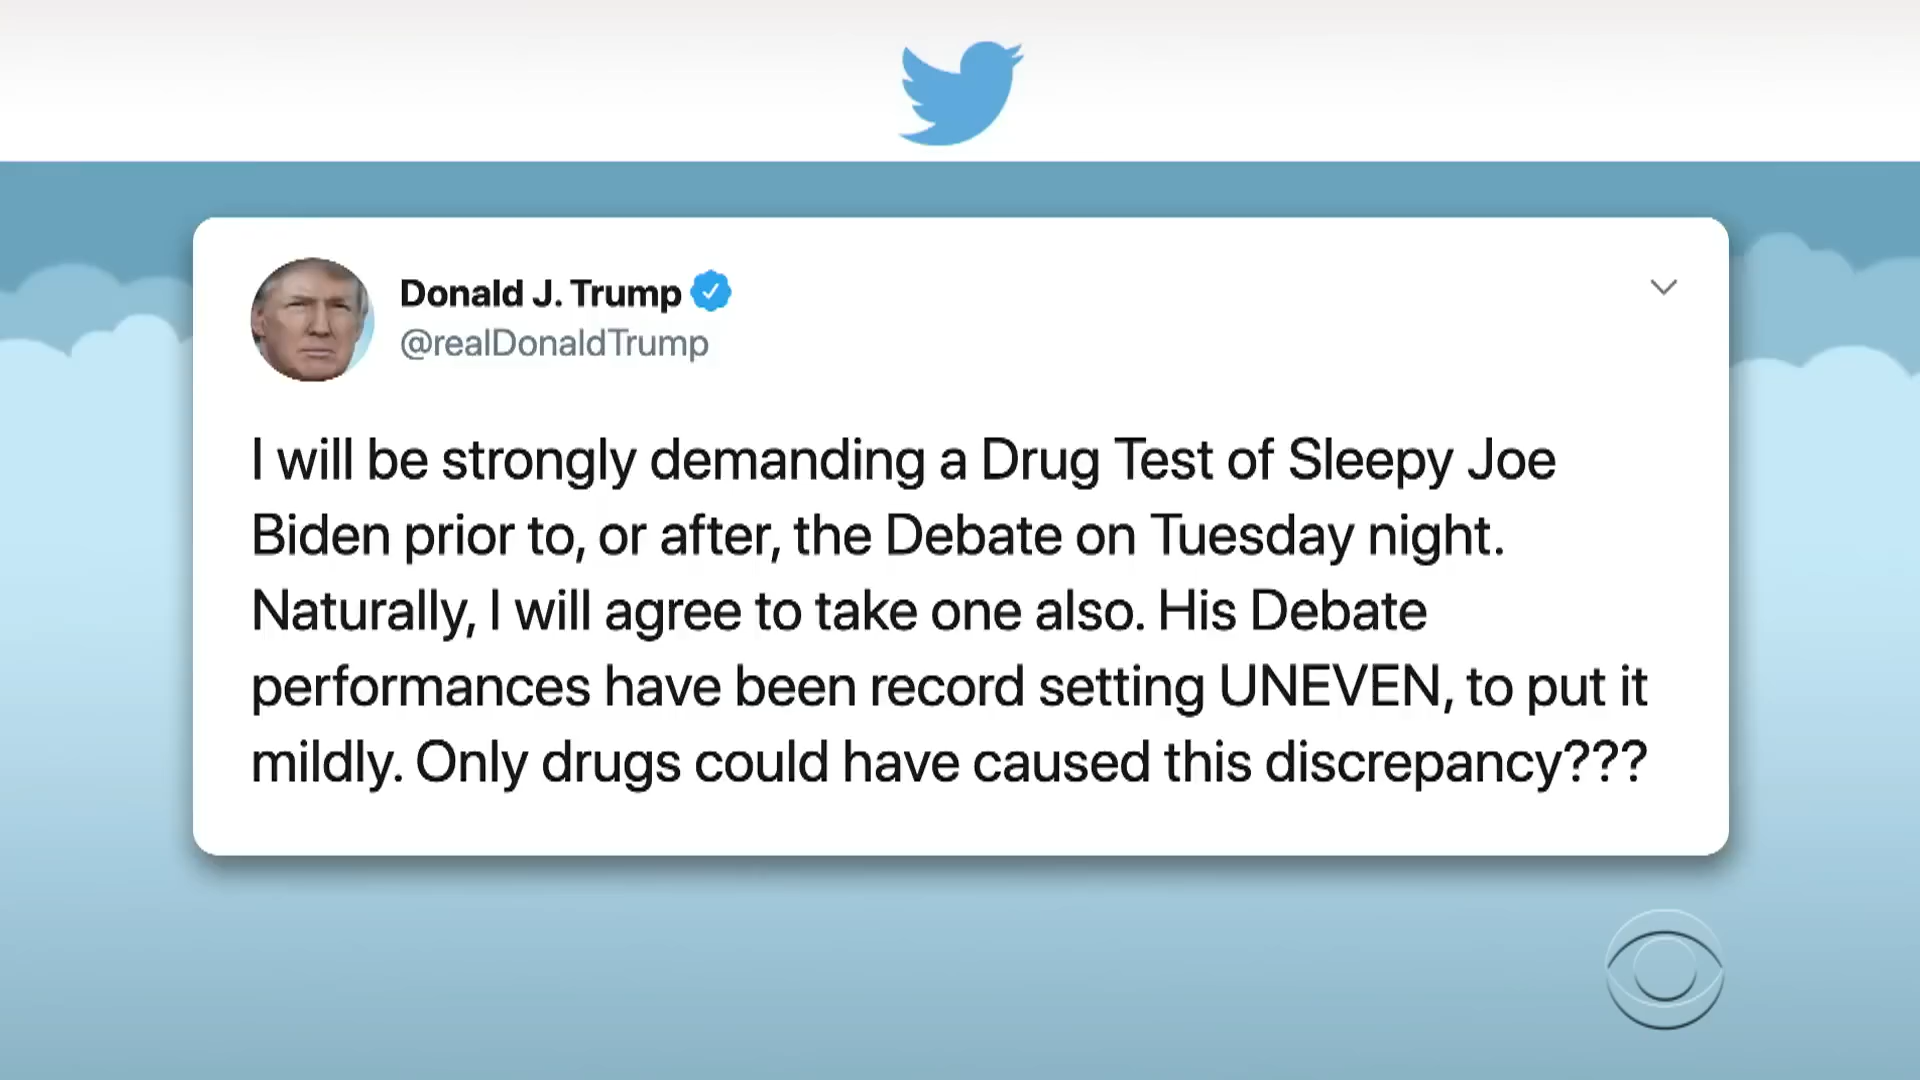 Donald J. Trump
@realDonaldTrump
I will be strongly demanding a Drug Test of Sleepy Joe
Biden prior to, or after, the Debate on Tuesday night.
Naturally, I will agree to take one also. His Debate
performances have been record setting UNEVEN, to put it
mildly. Only drugs could have caused this discrepancy???